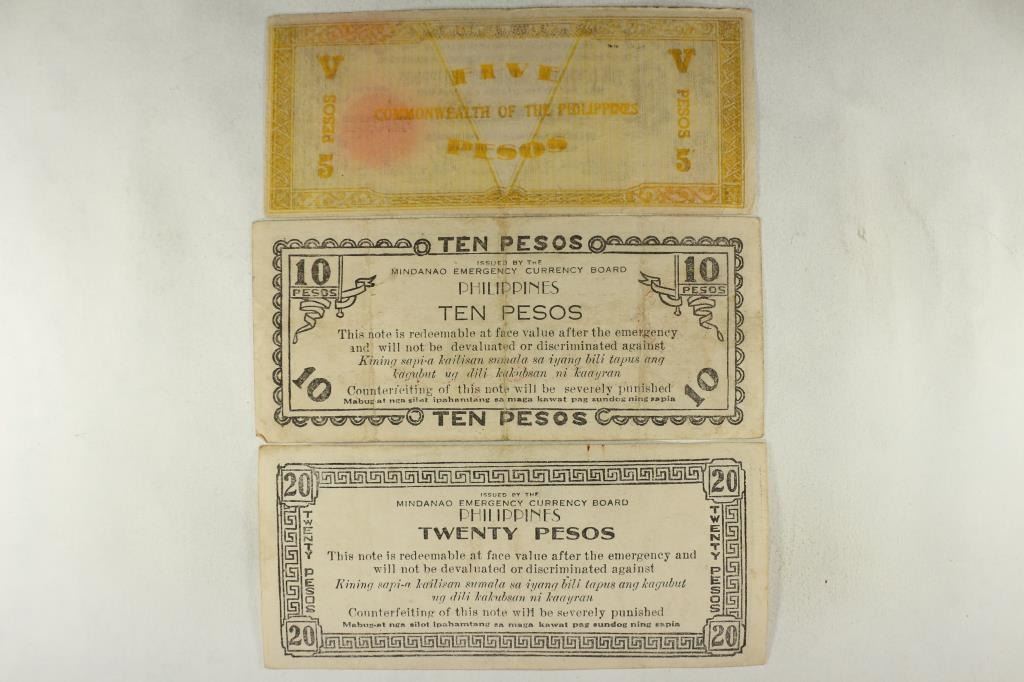 V FIVE V
5 PESOS COMMONWEALTH OF THE PHILIPPINES PESOS 5
PESOS
TEN PESOS
10 PESOS ISSUED BY THE 10 PESOS
MINDANAO EMERGENCY CURRENCY BOARD
PHILIPPINES
TEN PESOS
This note is redeemable at face value after the emergency
and will not be devaluated or discriminated against
Kining sapi-a kailisan sumala sa iyang bili tapus ang
kagubut ug dili kakubsan ni kaayran
10 Counterfeiting of this note will be severely punished 10
Mabug-at nga silot ipahamtang sa maga kawat pag sundog ning sapia
TEN PESOS
20 ISSUED BY THE 20
MINDANAO EMERGENCY CURRENCY BOARD
PHILIPPINES
TWENTY PESOS
TWENTY PESOS
TWENTY PESOS
This note is redeemable at face value after the emergency and
will not be devaluated or discriminated against
Kining sapi-a kailisan sumala sa iyang bili tapus ang kagubut
ug dili kakubsan ni kaayran
Counterfeiting of this note will be severely punished
Mabug-at nga silot ipahamtang sa maga kawat pag sundog ning sapia
20 20